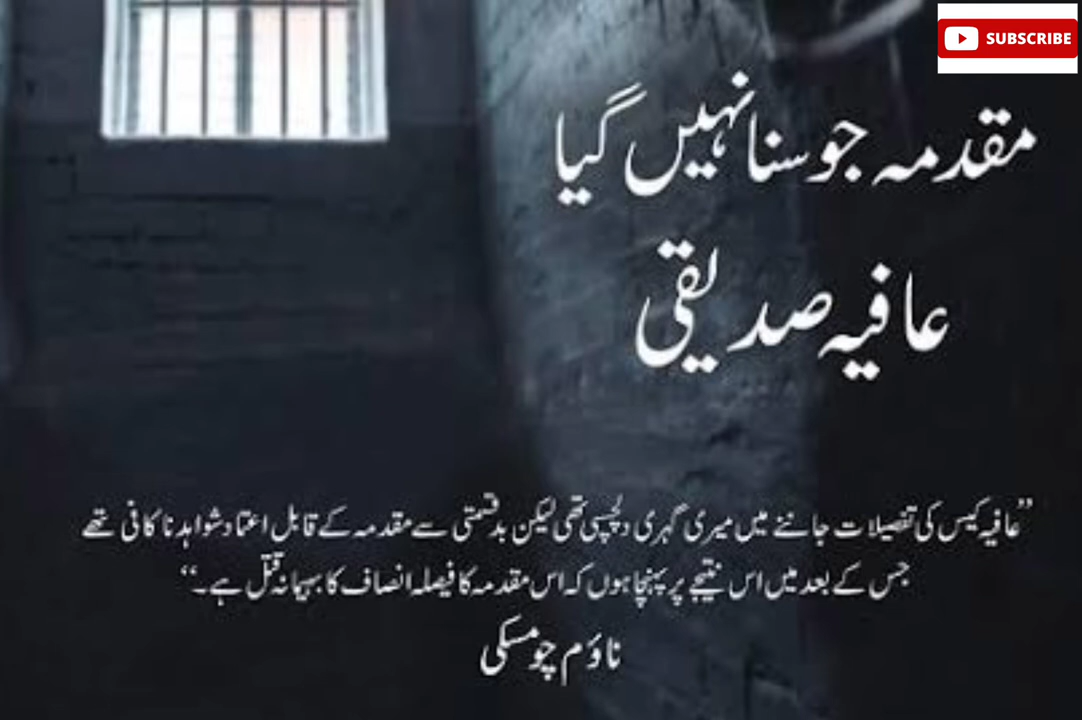 SUBSCRIBE
مقدمہ جو سنا نہیں گیا
عافیہ صدیقی
”عافیہ کیس کی تفصیلات جاننے میں میری گہری دلچسپی تھی لیکن بدقسمتی سے مقدمہ کے قابل اعتماد شواہد ناکافی تھے
جس کے بعد میں اس نتیجے پر پہنچا ہوں کہ اس مقدمہ کا فیصلہ انصاف کا بہیمانہ قتل ہے۔“
ناؤم چومسکی